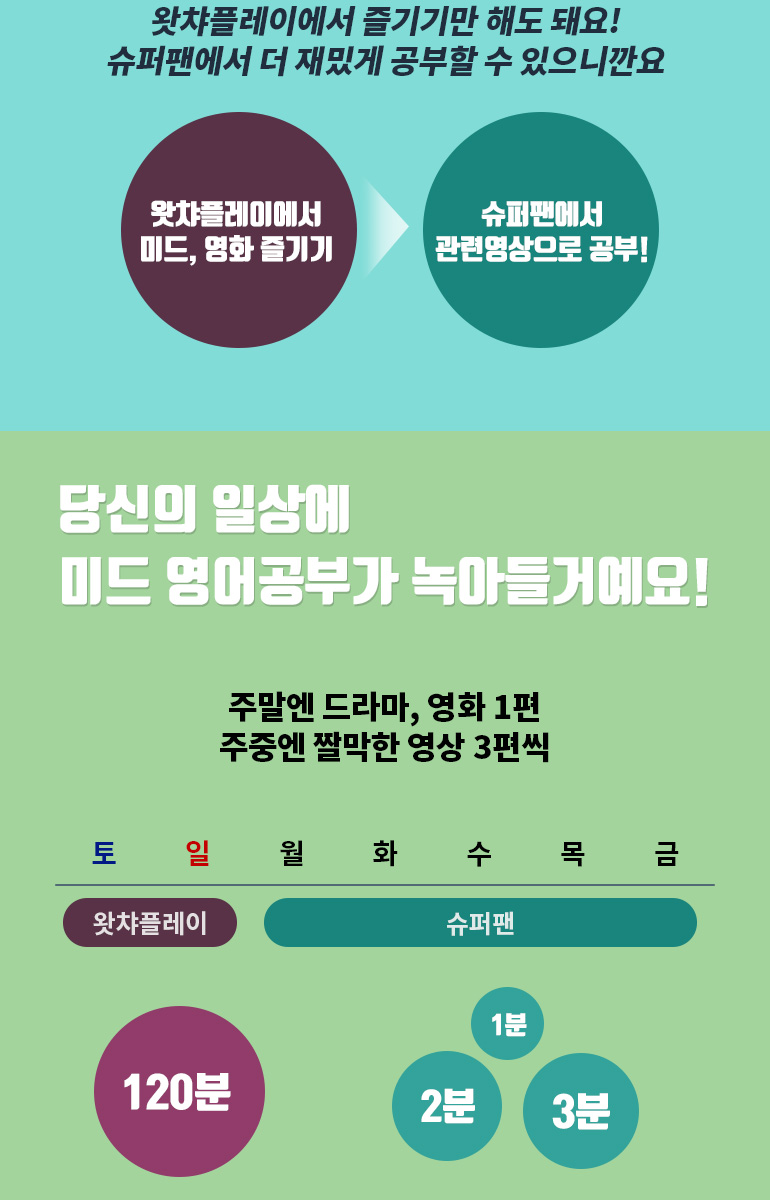 왓챠플레이에서 즐기기만 해도 돼요!
슈퍼팬에서 더 재밌게 공부할 수 있으니깐요
왓챠플레이에서
미드, 영화 즐기기
슈퍼팬에서
관련영상으로 공부!
당신의 일상에
미드 영어공부가 녹아들거예요!
주말엔 드라마, 영화 1편
주중엔 짤막한 영상 3편씩
토 일 월 화 수 목 금
왓챠플레이 슈퍼팬
1분
120분 2분 3분